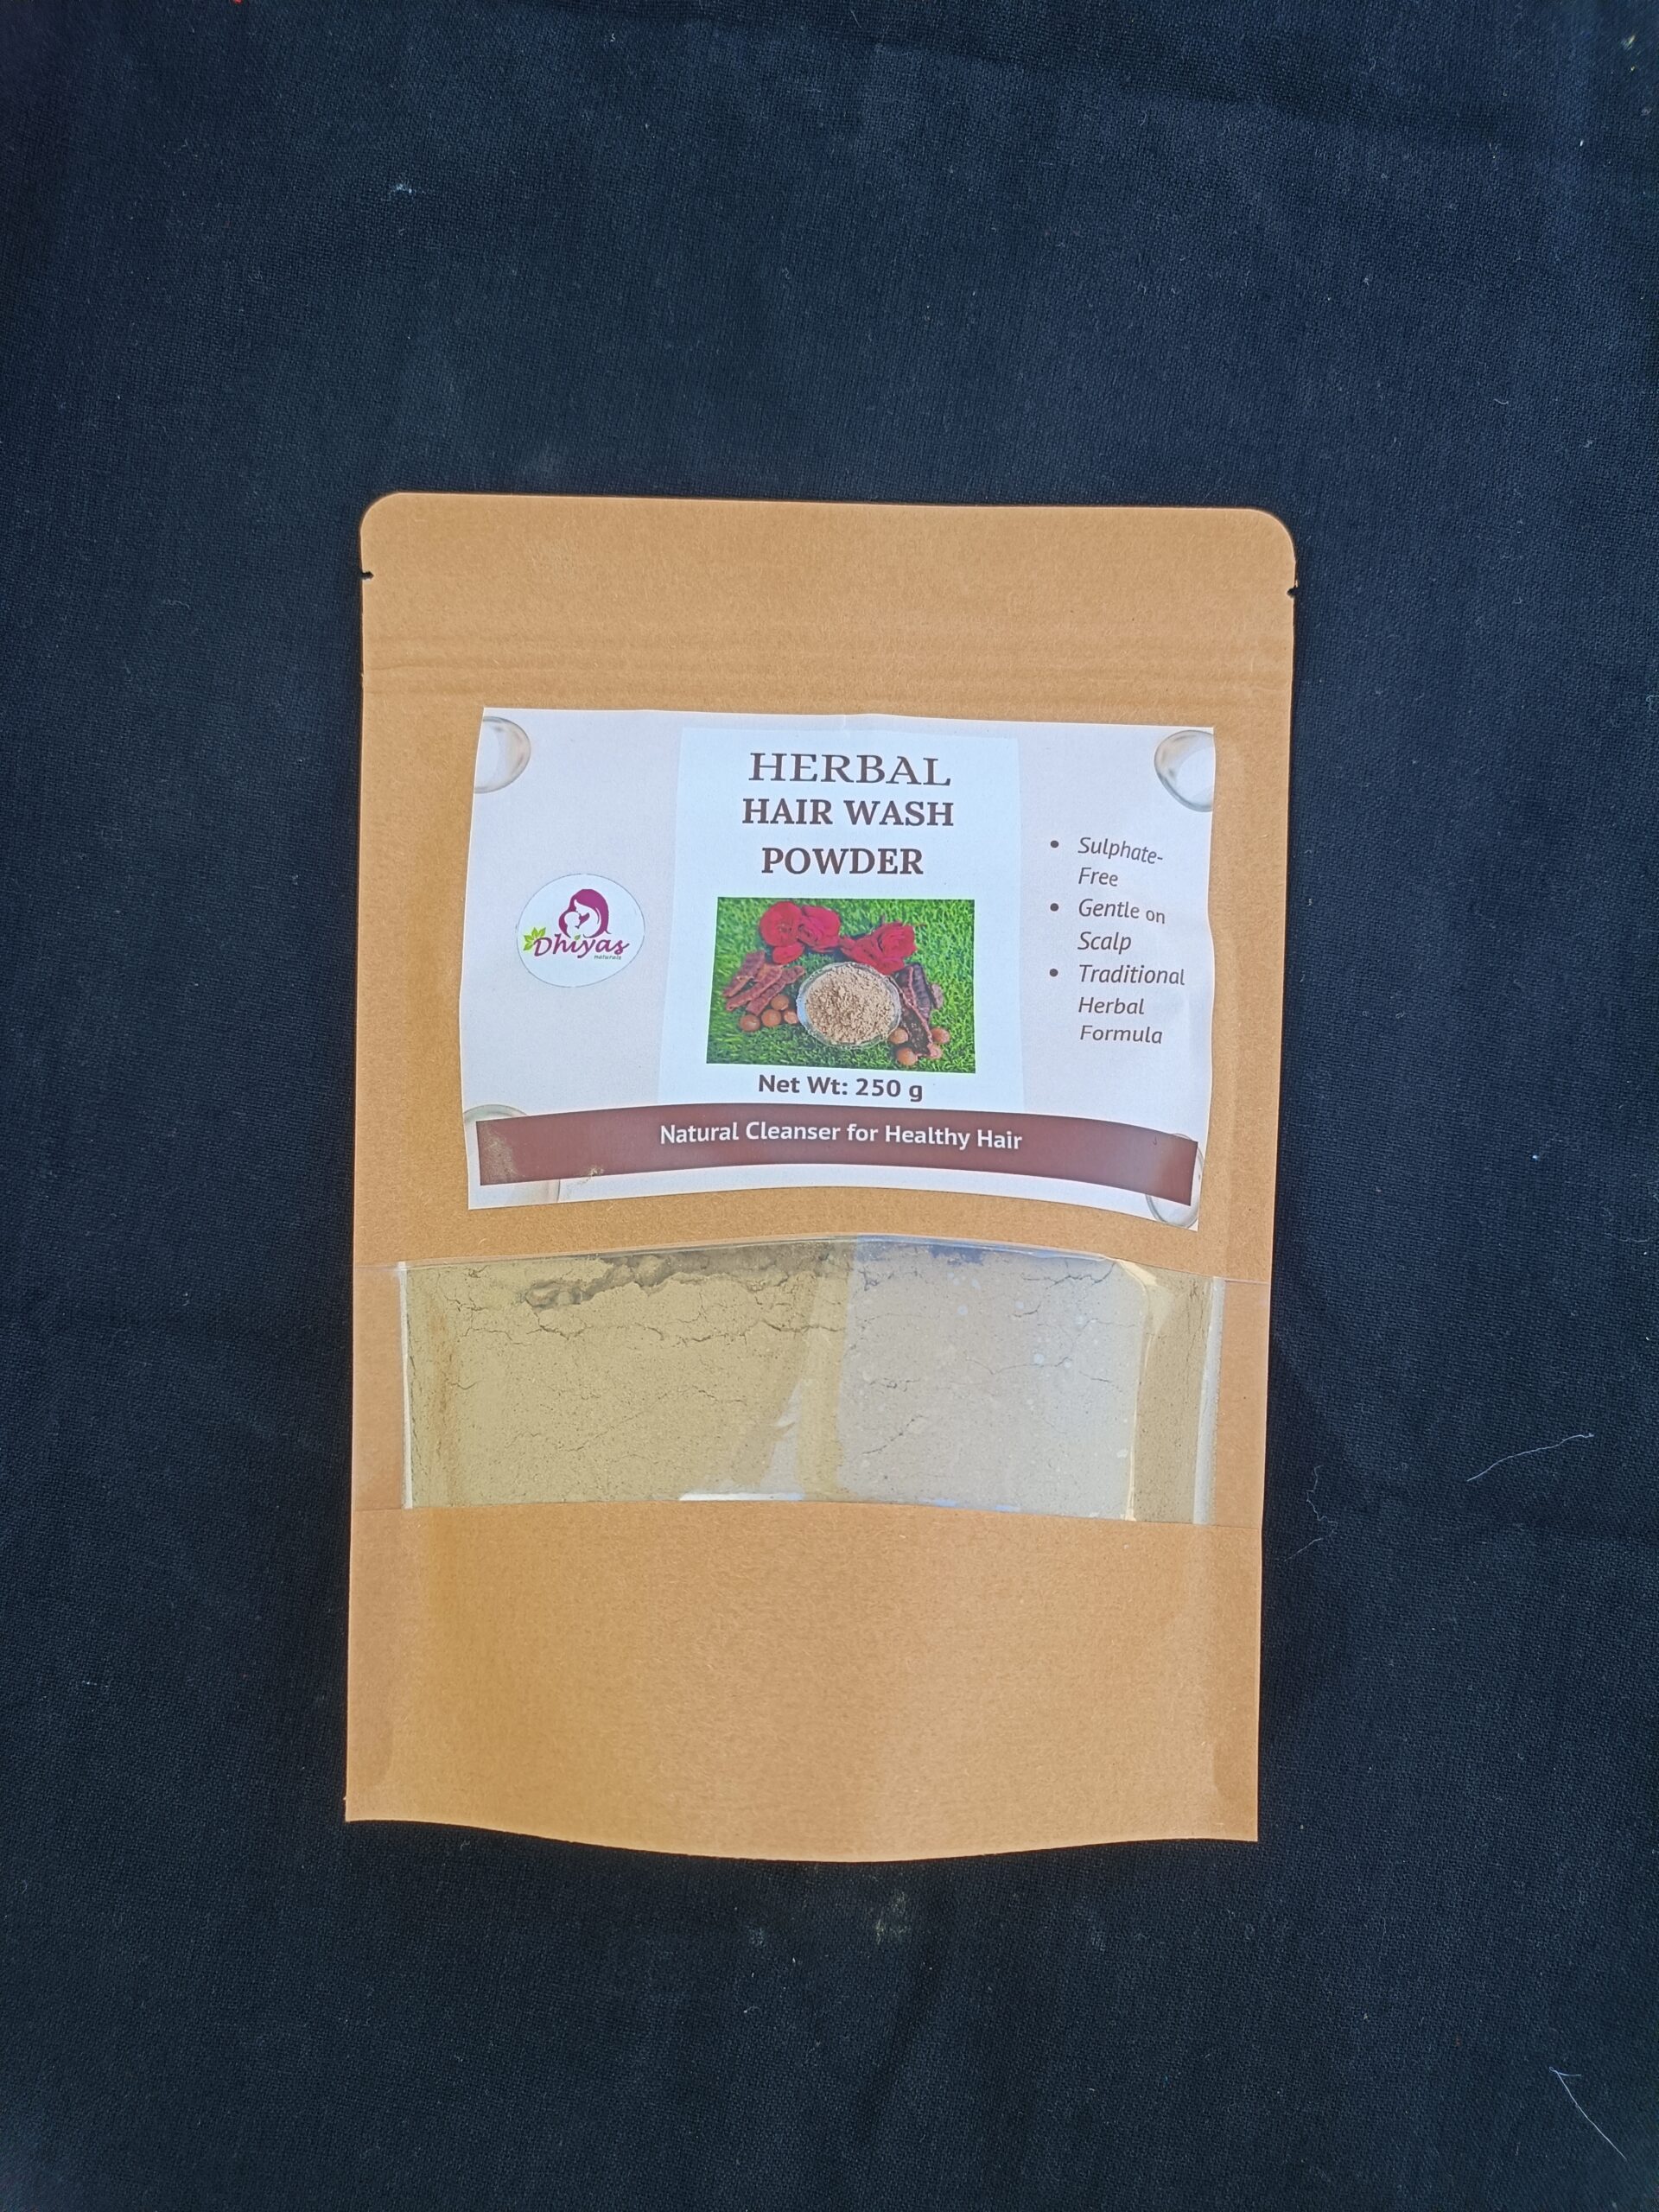 HERBAL
HAIR WASH
POWDER
Dhiyas
naturals
• Sulphate-
Free
• Gentle on
Scalp
• Traditional
Herbal
Formula
Net Wt: 250 g
Natural Cleanser for Healthy Hair